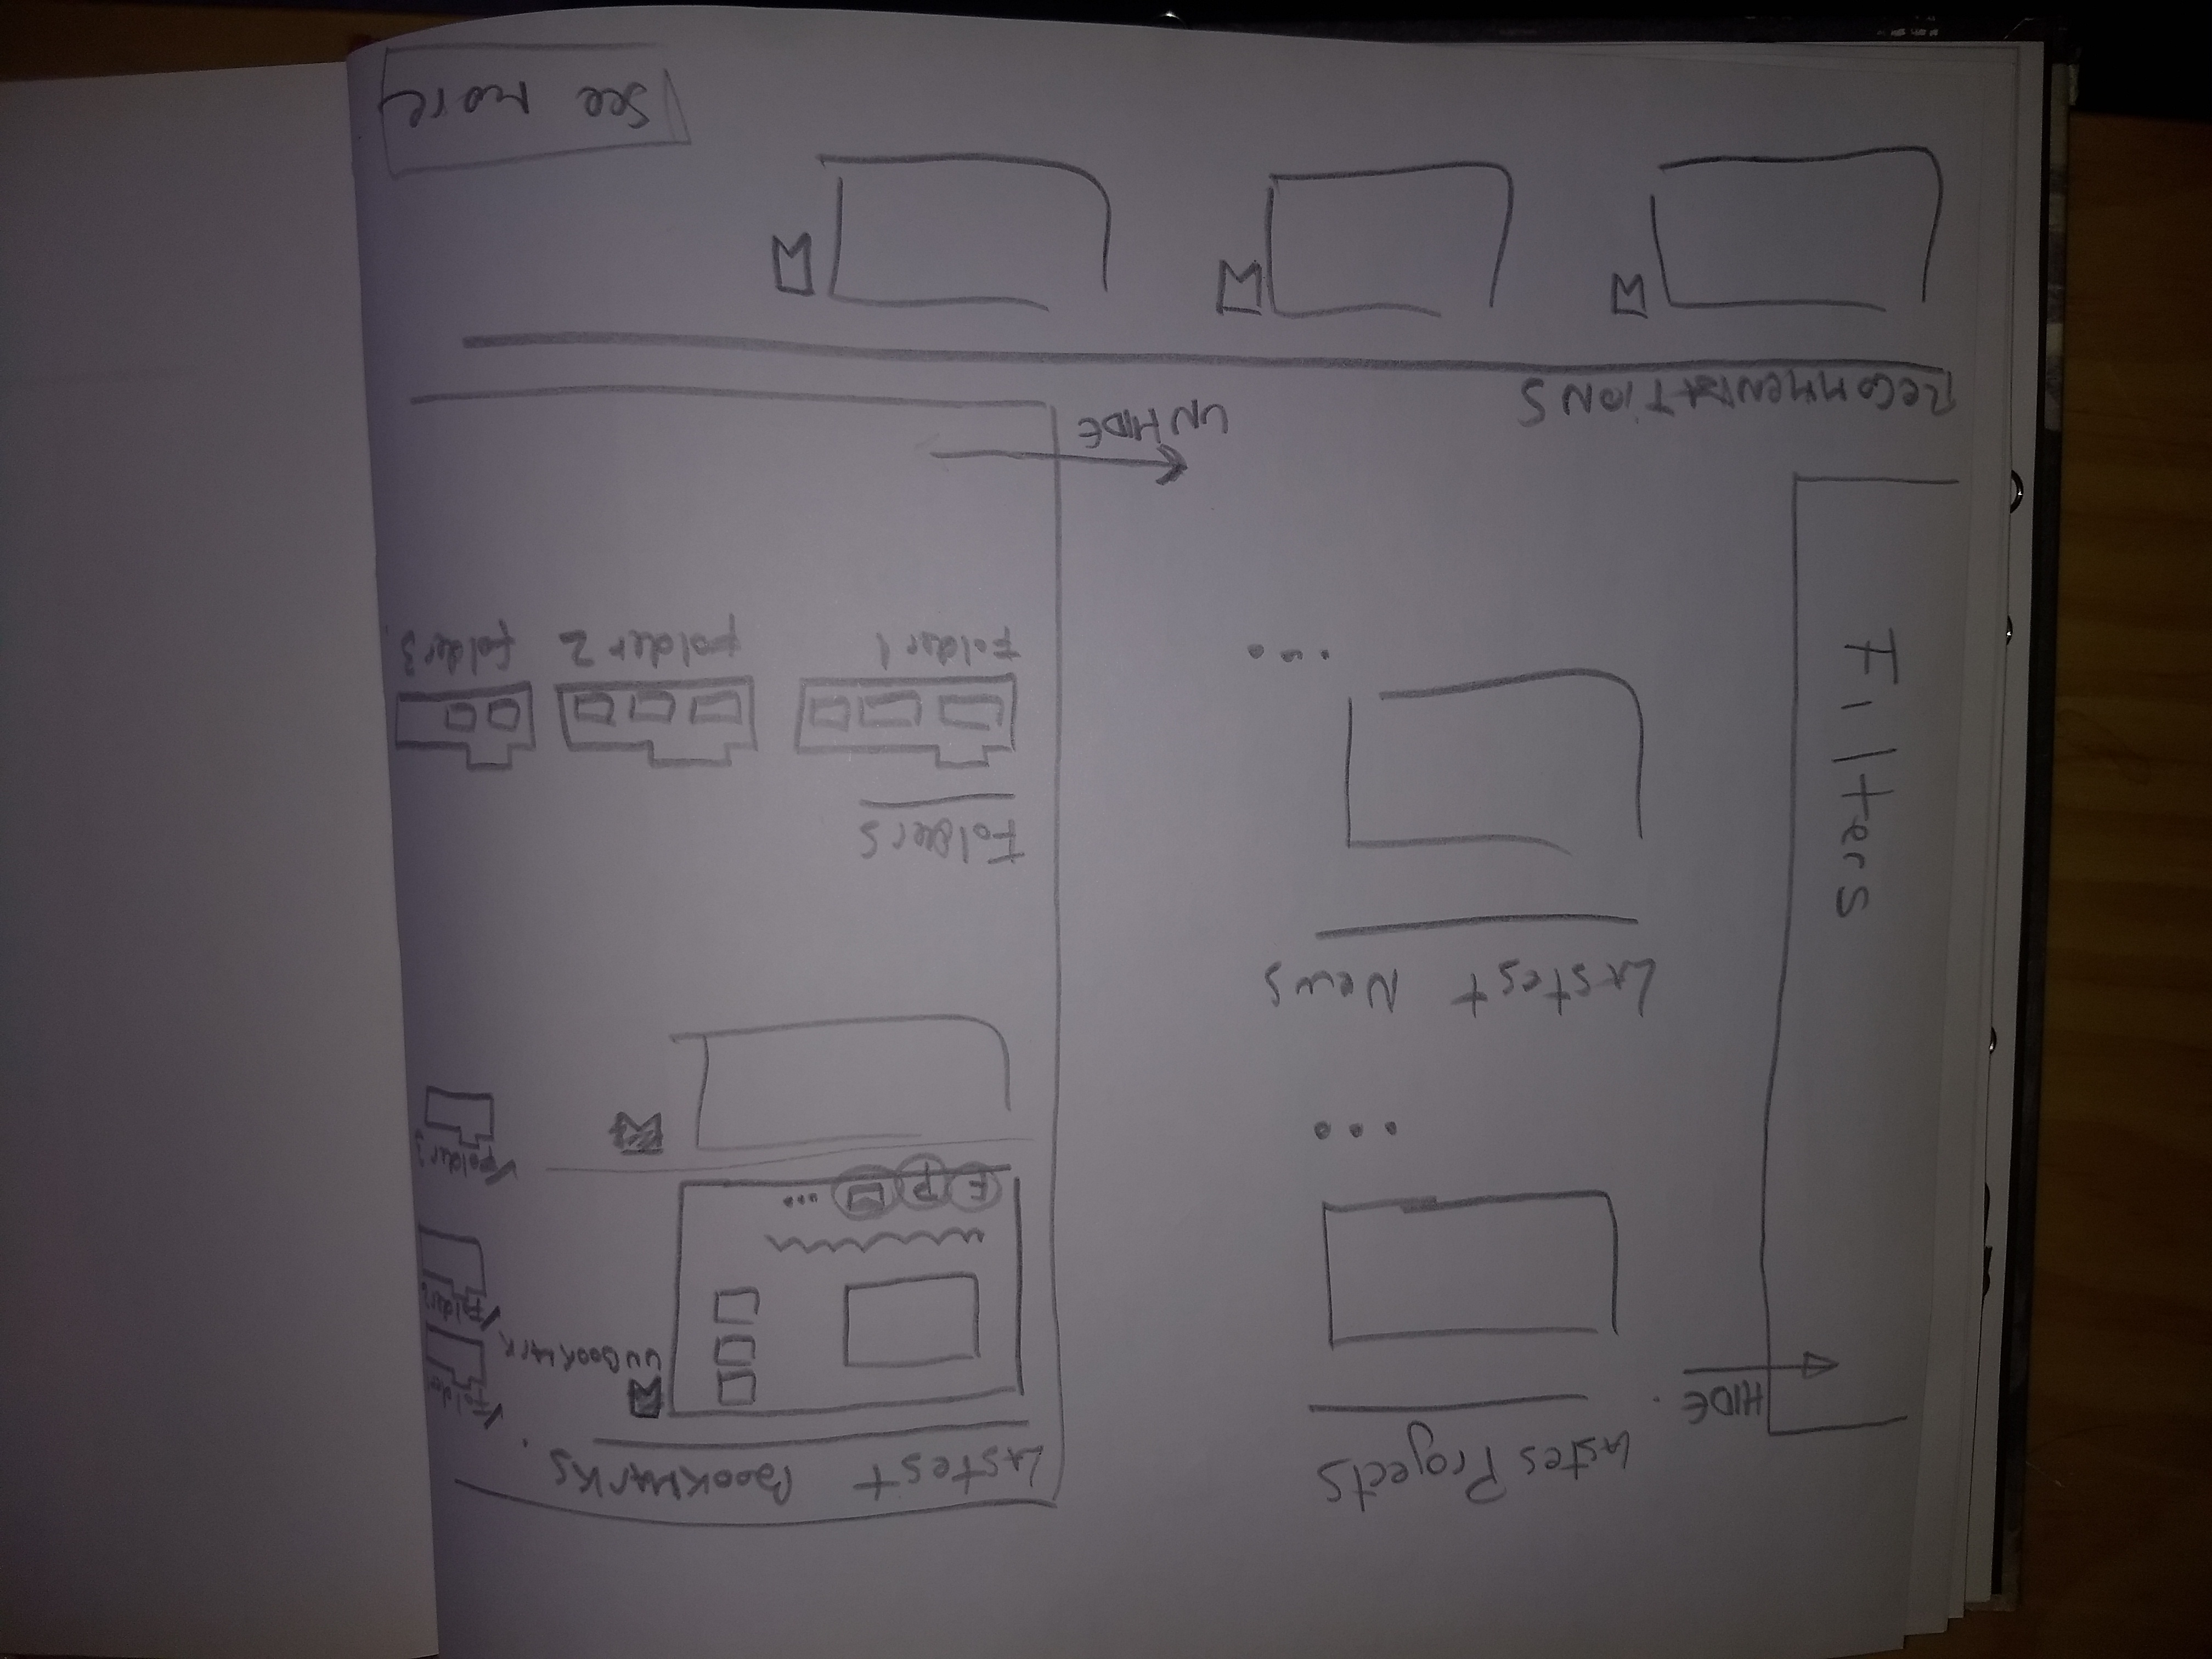 Lastes Projects
HIDE.
Lastest News
Filters
Lastest BOOKMARKS.
UNBOOKMARK
Folder
Folder 2
Folder 3
F P
Folders
Folder 1
folder 2
folder 3.
UNHIDE
RECOMMENDATIONS
See more